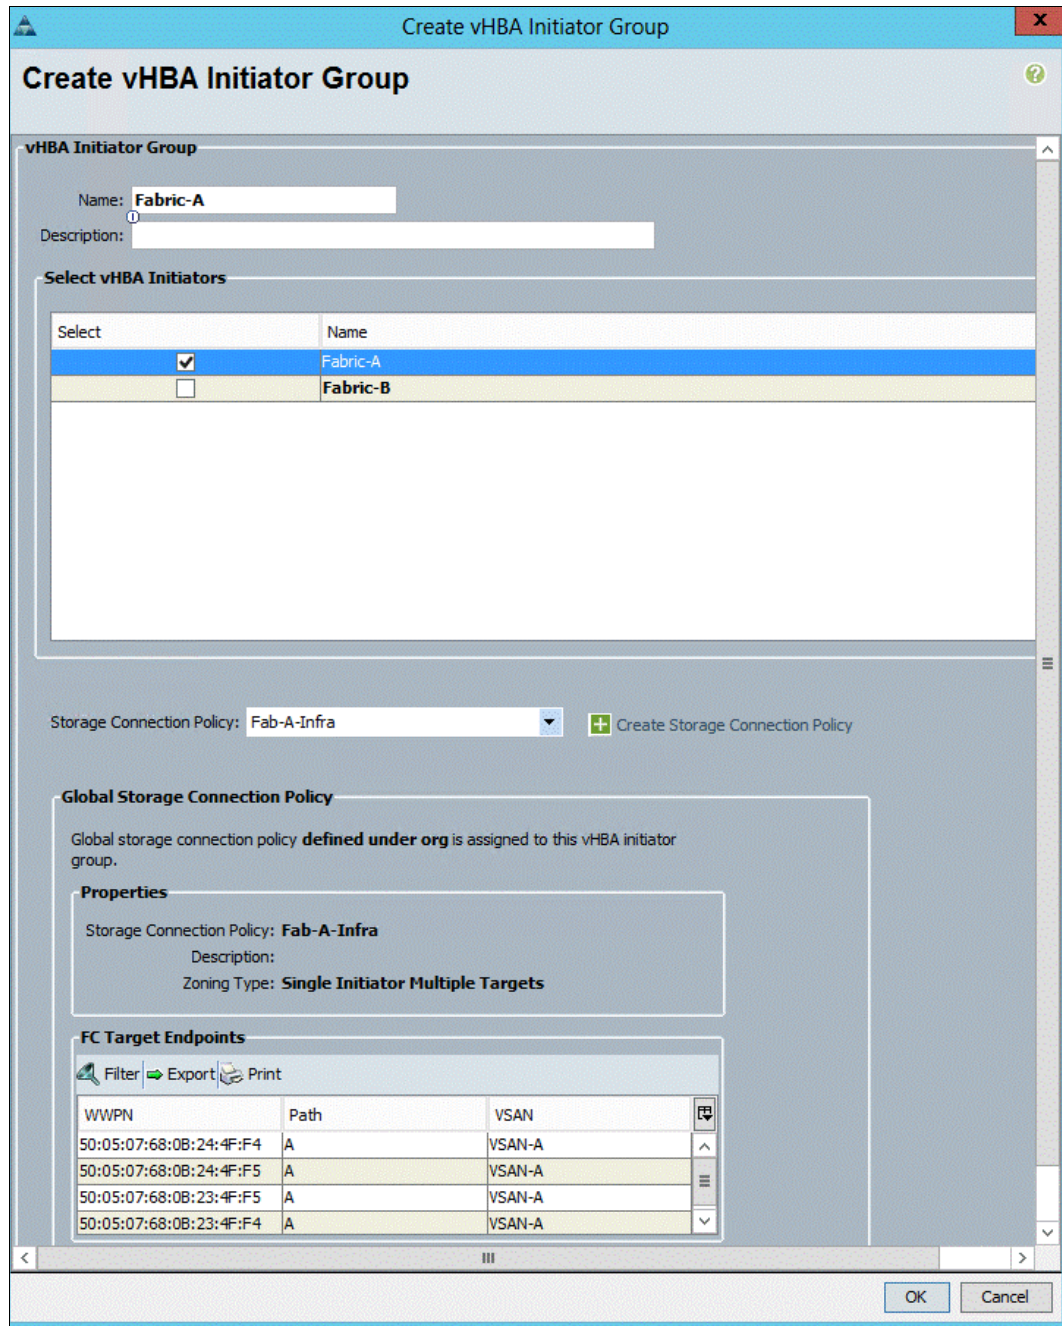 Create vHBA Initiator Group
x
Create vHBA Initiator Group
?
vHBA Initiator Group
Name: Fabric-A
Description:
Select vHBA Initiators
Select Name
Fabric-A
Fabric-B
Storage Connection Policy: Fab-A-Infra
Create Storage Connection Policy
Global Storage Connection Policy
Global storage connection policy defined under org is assigned to this vHBA initiator
group.
Properties
Storage Connection Policy: Fab-A-Infra
Description:
Zoning Type: Single Initiator Multiple Targets
FC Target Endpoints
Filter Export Print
WWPN Path VSAN
50:05:07:68:0B:24:4F:F4 A VSAN-A
50:05:07:68:0B:24:4F:F5 A VSAN-A
50:05:07:68:0B:23:4F:F5 A VSAN-A
50:05:07:68:0B:23:4F:F4 A VSAN-A
OK Cancel